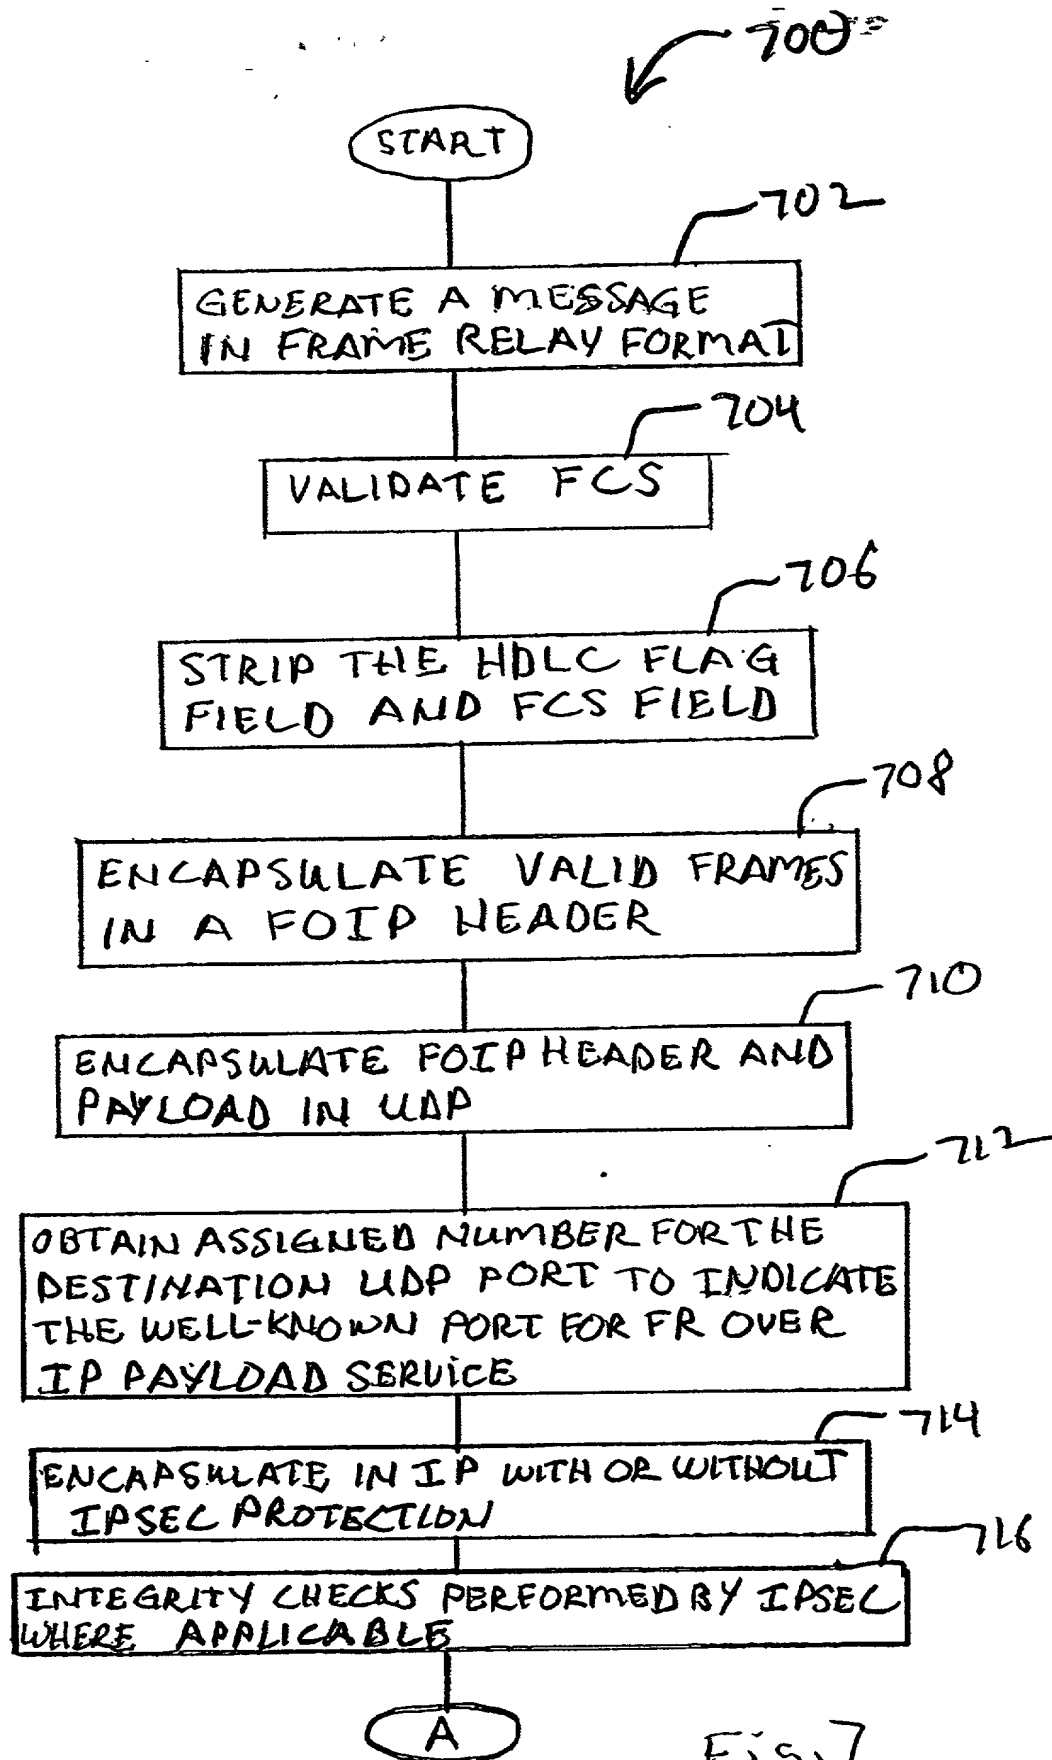 700
START
702
GENERATE A MESSAGE
IN FRAME RELAY FORMAT
704
VALIDATE FCS
706
STRIP THE HDLC FLAG
FIELD AND FCS FIELD
708
ENCAPSULATE VALID FRAMES
IN A FOIP HEADER
710
ENCAPSULATE FOIP HEADER AND
PAYLOAD IN UDP
712
OBTAIN ASSIGNED NUMBER FOR THE
DESTINATION UDP PORT TO INDICATE
THE WELL-KNOWN PORT FOR FR OVER
IP PAYLOAD SERVICE
714
ENCAPSULATE IN IP WITH OR WITHOUT
IPSEC PROTECTION
716
INTEGRITY CHECKS PERFORMED BY IPSEC
WHERE APPLICABLE
A
Fig. 7